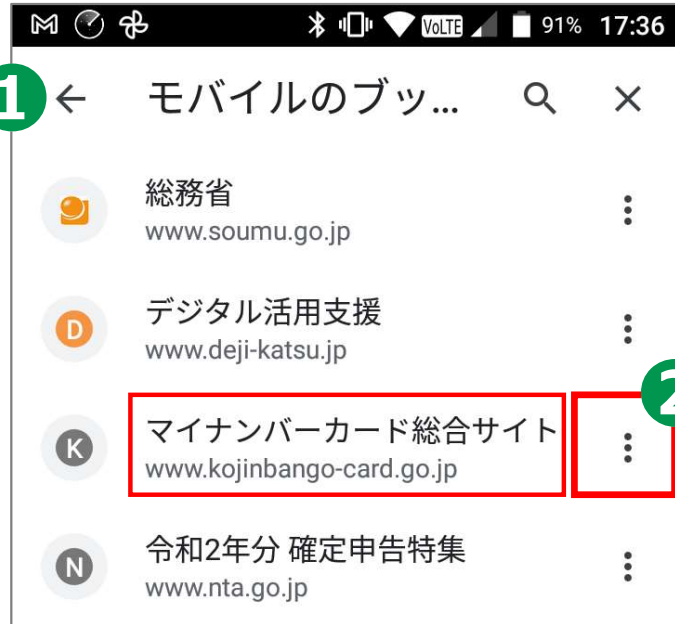 VoLTE 91% 17:36
1
モバイルのブッ...
総務省
www.soumu.go.jp
D
デジタル活用支援
www.deji-katsu.jp
2
K
マイナンバーカード総合サイト
www.kojinbango-card.go.jp
N
令和2年分 確定申告特集
www.nta.go.jp